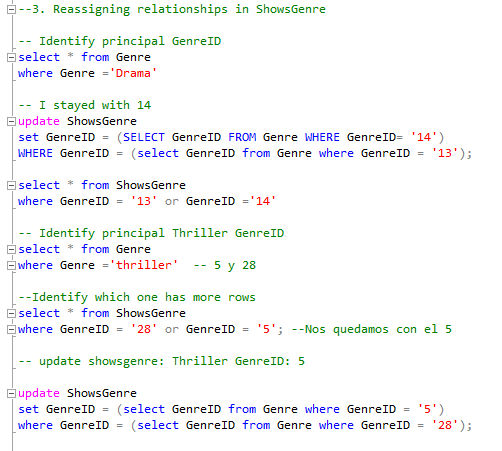 --3. Reassigning relationships in ShowsGenre
-- Identify principal GenreID
select * from Genre
where Genre ='Drama'
-- I stayed with 14
update ShowsGenre
set GenreID = (SELECT GenreID FROM Genre WHERE GenreID= '14')
WHERE GenreID = (select GenreID from Genre where GenreID = '13');
select * from ShowsGenre
where GenreID = '13' or GenreID ='14'
-- Identify principal Thriller GenreID
select * from Genre
where Genre ='thriller'  -- 5 y 28
--Identify which one has more rows
select * from ShowsGenre
where GenreID = '28' or GenreID = '5'; --Nos quedamos con el 5
-- update showsgenre: Thriller GenreID: 5
update ShowsGenre
set GenreID = (select GenreID from Genre where GenreID = '5')
where GenreID = (select GenreID from Genre where GenreID = '28');